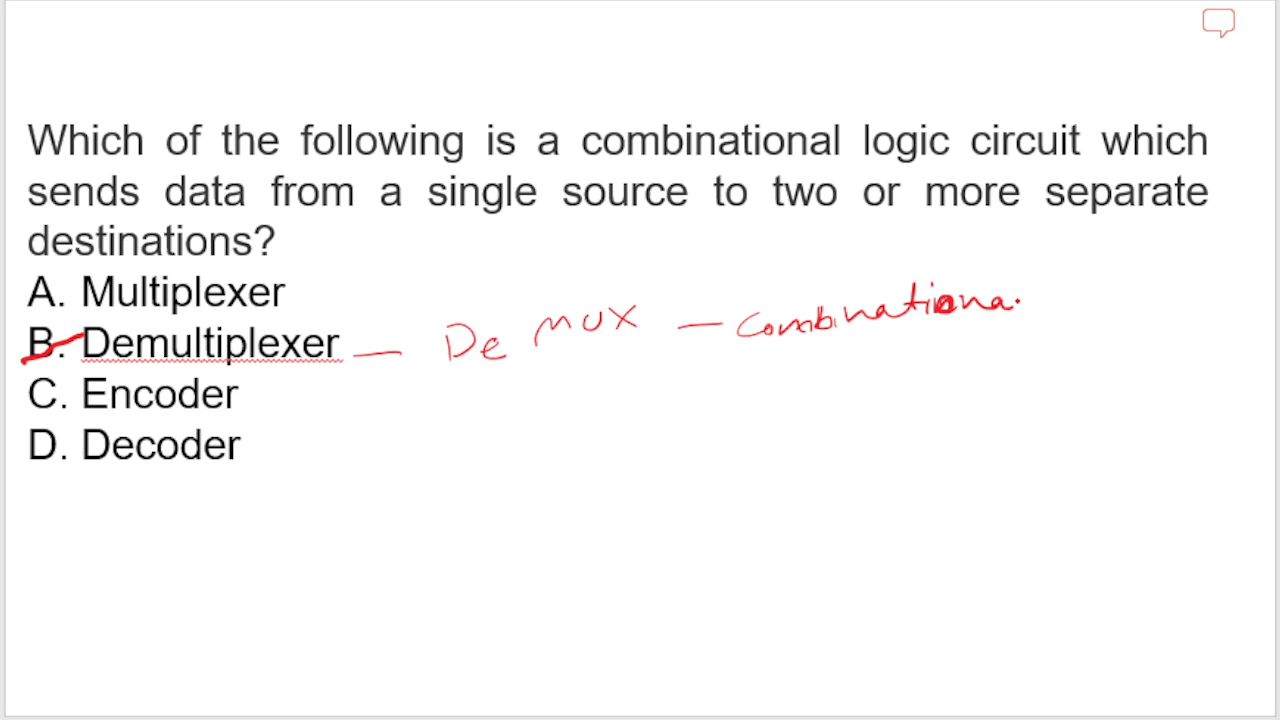 Which of the following is a combinational logic circuit which
sends data from a single source to two or more separate
destinations?
A. Multiplexer
B. Demultiplexer — De MUX — Combinationa.
C. Encoder
D. Decoder